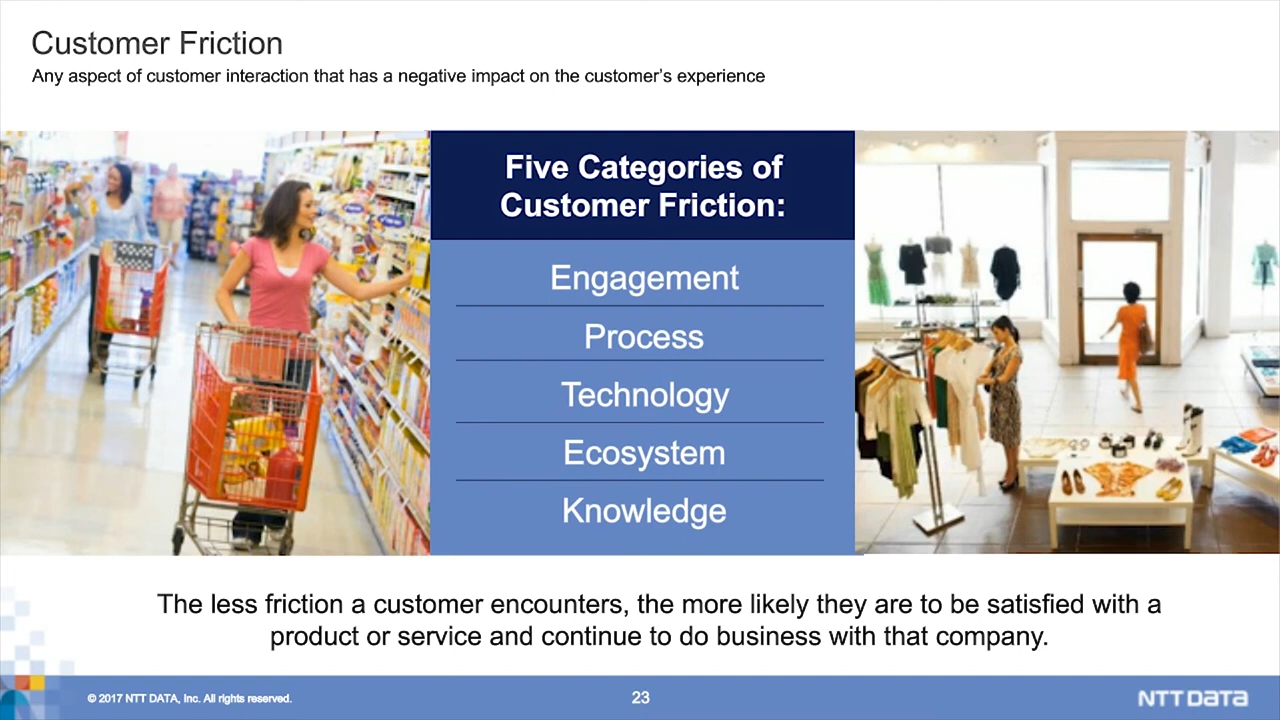 Customer Friction
Any aspect of customer interaction that has a negative impact on the customer's experience
Five Categories of
Customer Friction:
Engagement
Process
Technology
Ecosystem
Knowledge
The less friction a customer encounters, the more likely they are to be satisfied with a
product or service and continue to do business with that company.
© 2017 NTT DATA, Inc. All rights reserved.
23
NTT DATA